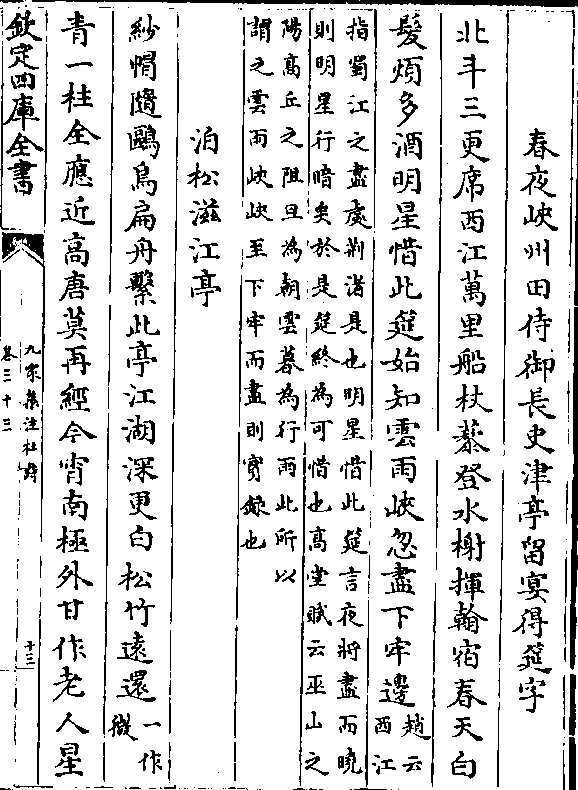 春夜峽州田侍御長史津亭留宴得筵字
北斗三更席西江萬里船杖藜登水榭揮翰宿春天白
髮煩多酒明星惜此筵始知雲雨峽忽盡下牢邊趙云西江
指蜀江之盡處荆渚是也明星惜此筵言夜將盡而曉
則明星行暗矣於是筵終為可惜也高堂賦云巫山之
陽高丘之阻旦為朝雲暮為行雨此所以
謂之雲雨峽峽至下牢而盡則實録也
泊松滋江亭
紗帽隨鷗鳥扁舟繫此亭江湖深更白松竹遠還一作微
青一柱全應近高唐莫再經今宵南極外甘作老人星
欽定四庫全書
九家集注杜詩
卷三十三
十三